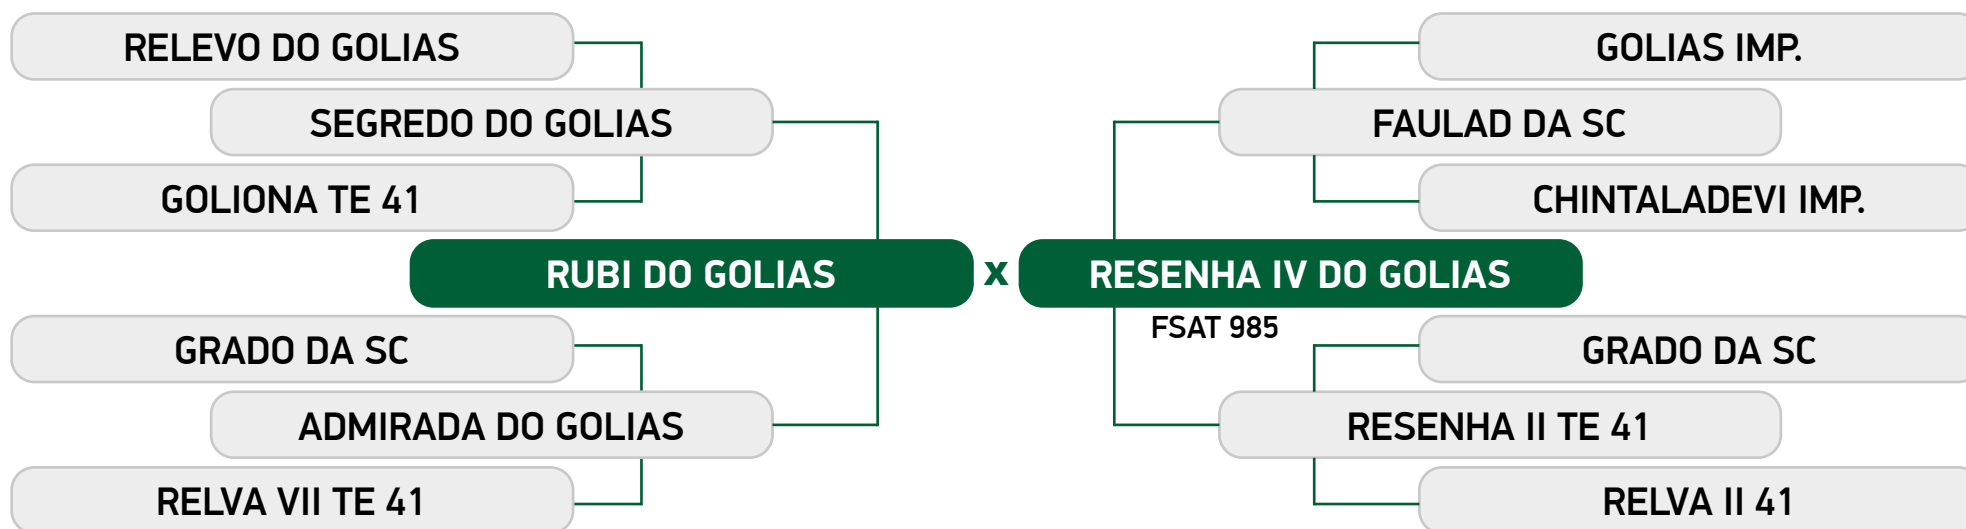 RELEVO DO GOLIAS
GOLIAS IMP.
SEGREDO DO GOLIAS
FAULAD DA SC
GOLIONA TE 41
CHINTALADEVI IMP.
RUBI DO GOLIAS x RESENHA IV DO GOLIAS
FSAT 985
GRADO DA SC
GRADO DA SC
ADMIRADA DO GOLIAS
RESENHA II TE 41
RELVA VII TE 41
RELVA II 41